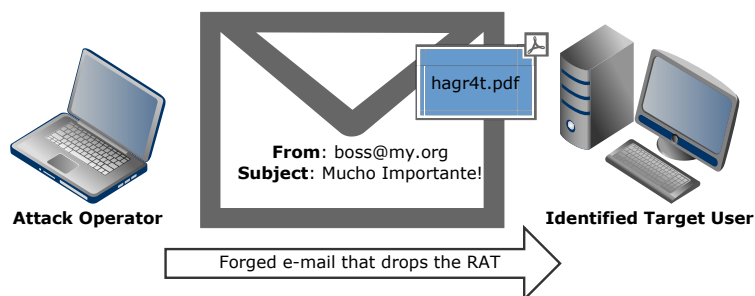 hagr4t.pdf
From: boss@my.org
Subject: Mucho Importante!
Attack Operator
Identified Target User
Forged e-mail that drops the RAT